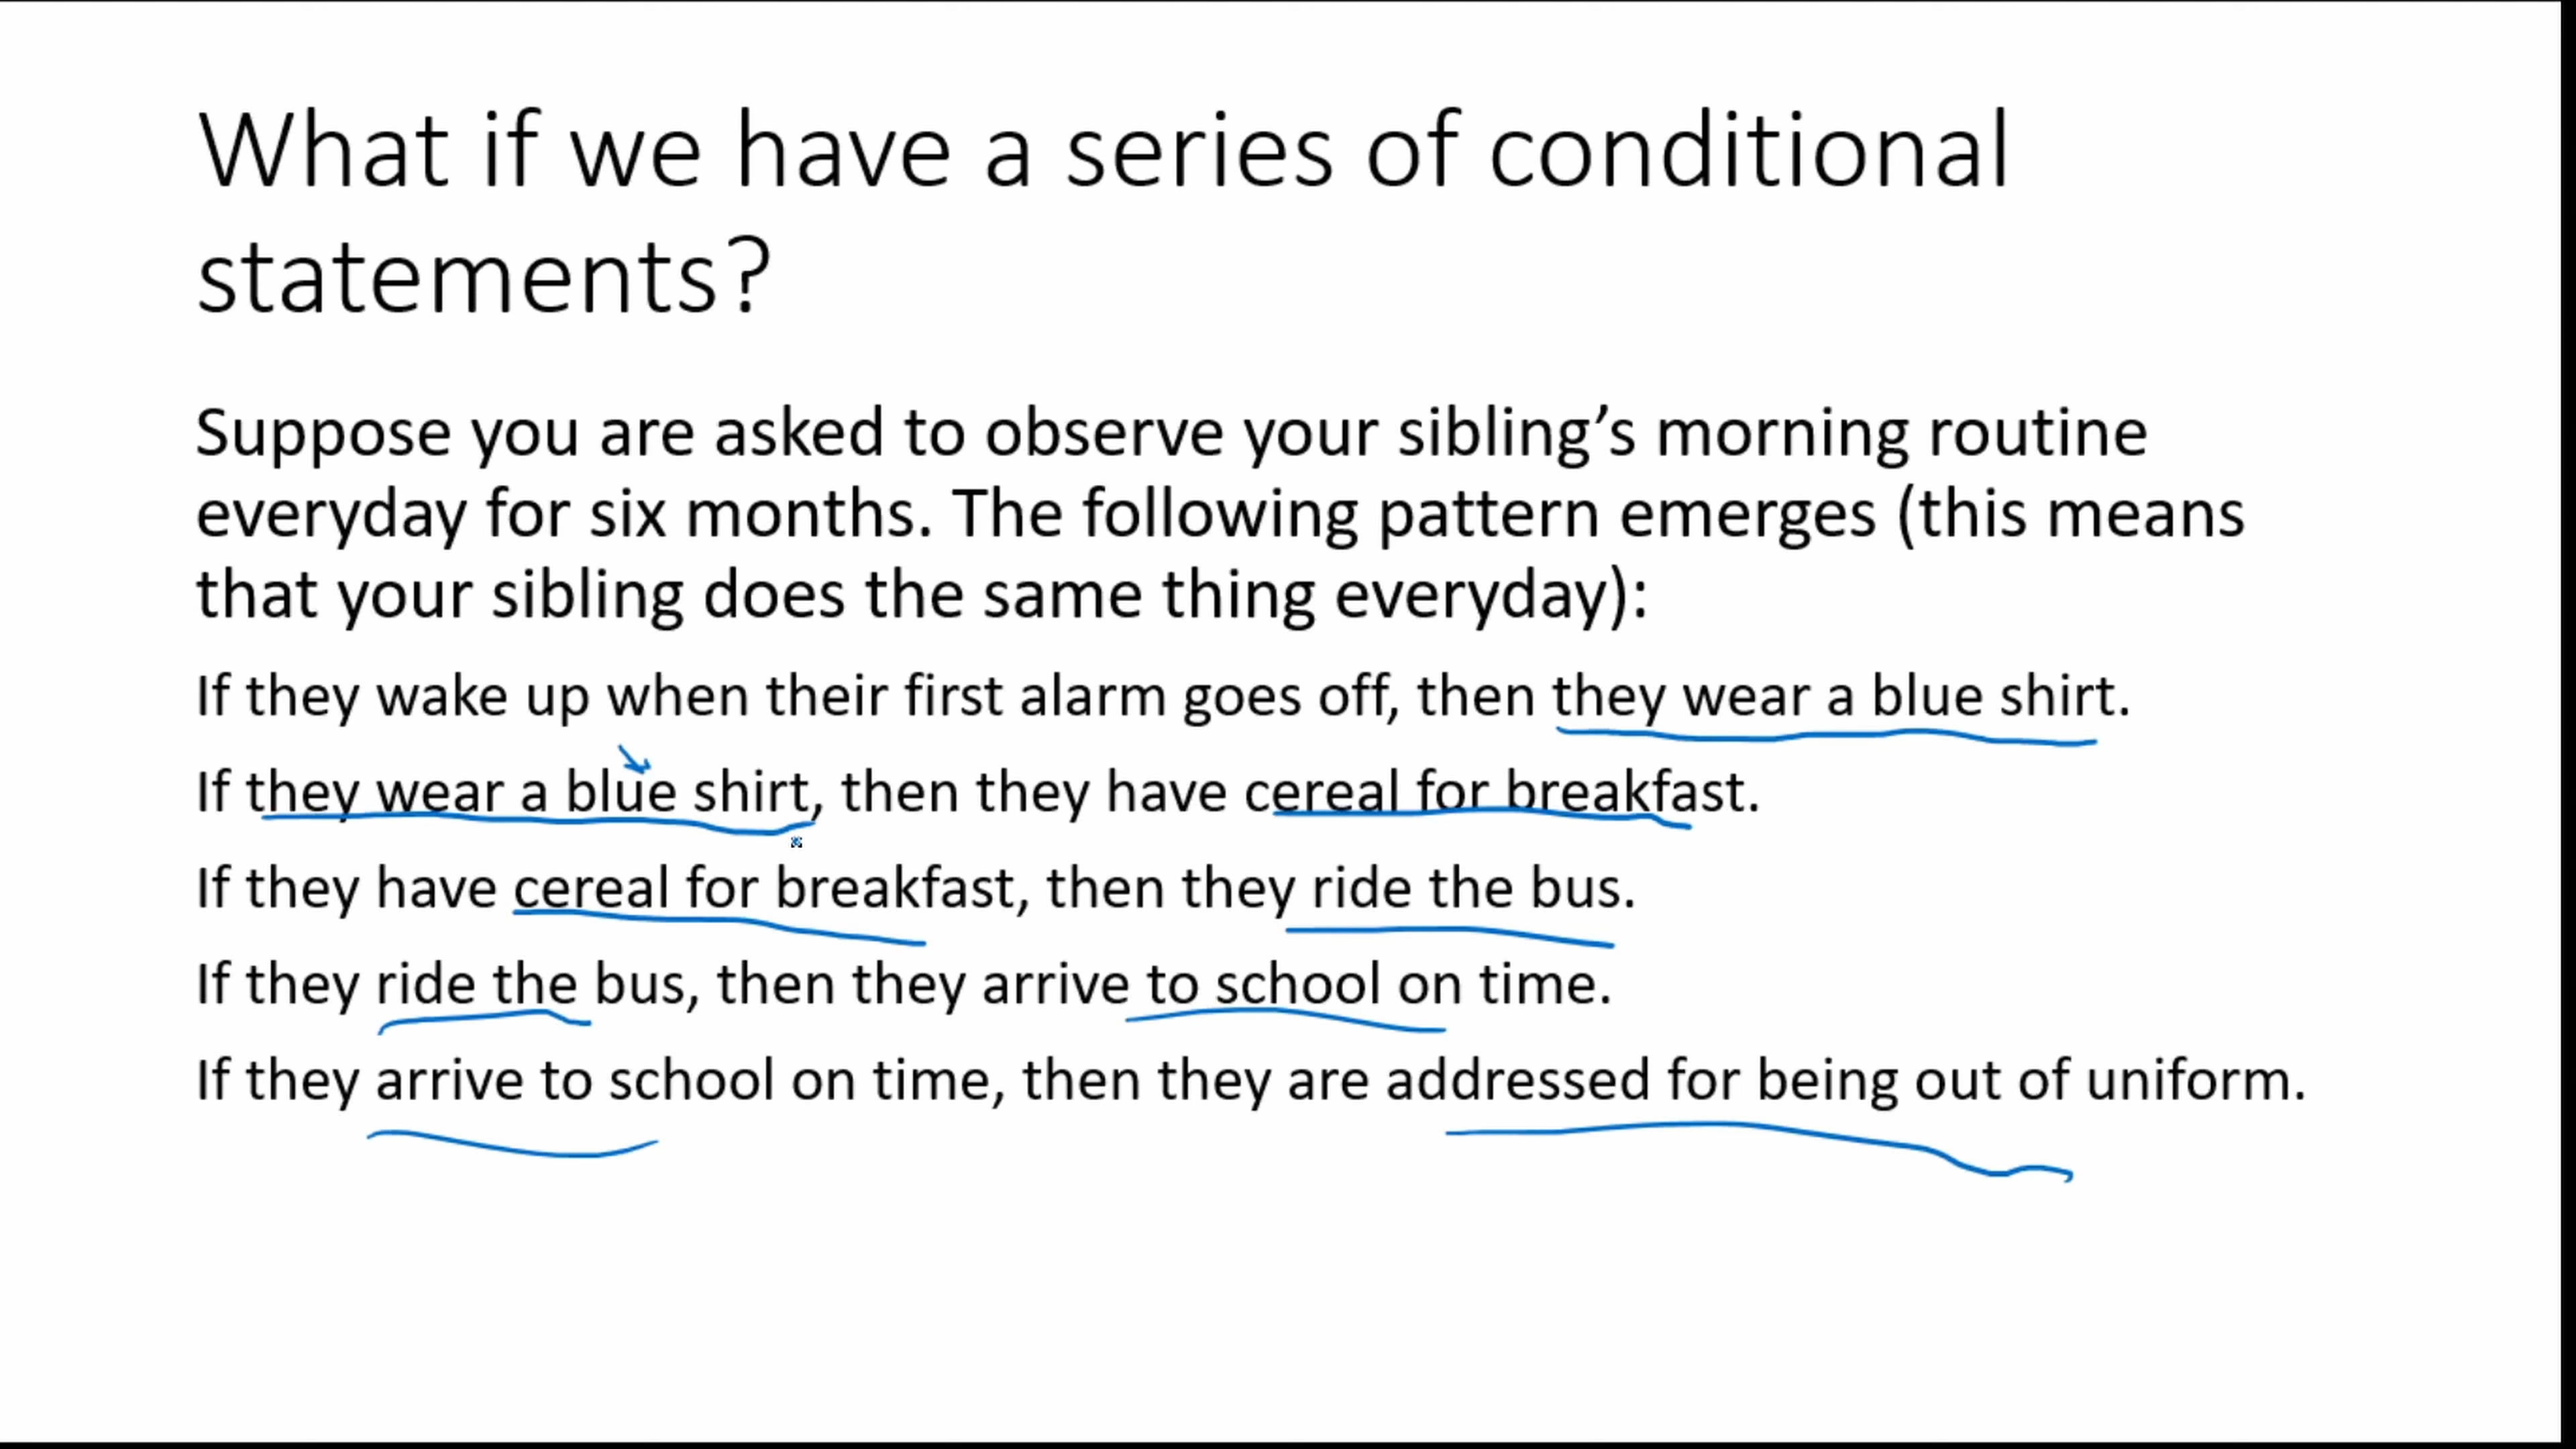 What if we have a series of conditional
statements?
Suppose you are asked to observe your sibling’s morning routine
everyday for six months. The following pattern emerges (this means
that your sibling does the same thing everyday):
If they wake up when their first alarm goes off, then they wear a blue shirt.
If they wear a blue shirt, then they have cereal for breakfast.
If they have cereal for breakfast, then they ride the bus.
If they ride the bus, then they arrive to school on time.
If they arrive to school on time, then they are addressed for being out of uniform.